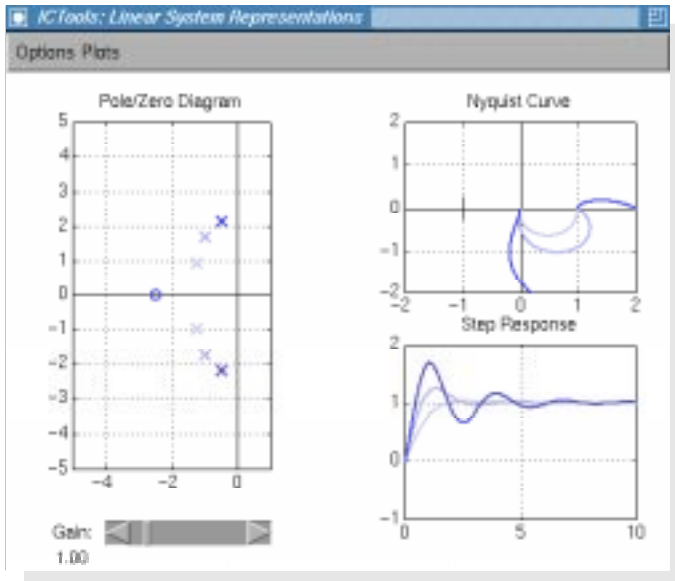 ICTools: Linear System Representations
Options Plots
Pole/Zero Diagram
5
4
3
2
1
0
-1
-2
-3
-4
-5
-4 -2 0
Gain:
1.00
Nyquist Curve
2
1
0
-1
-2
-2 -1 0 1 2
Step Response
2
1
0
-1
0 5 10